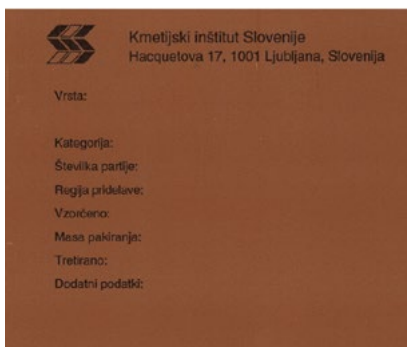 Kmetijski inštitut Slovenije
Hacquetova 17, 1001 Ljubljana, Slovenija
Vrsta:
Kategorija:
Številka partije:
Regija pridelave:
Vzorčeno:
Masa pakiranja:
Tretirano:
Dodatni podatki: